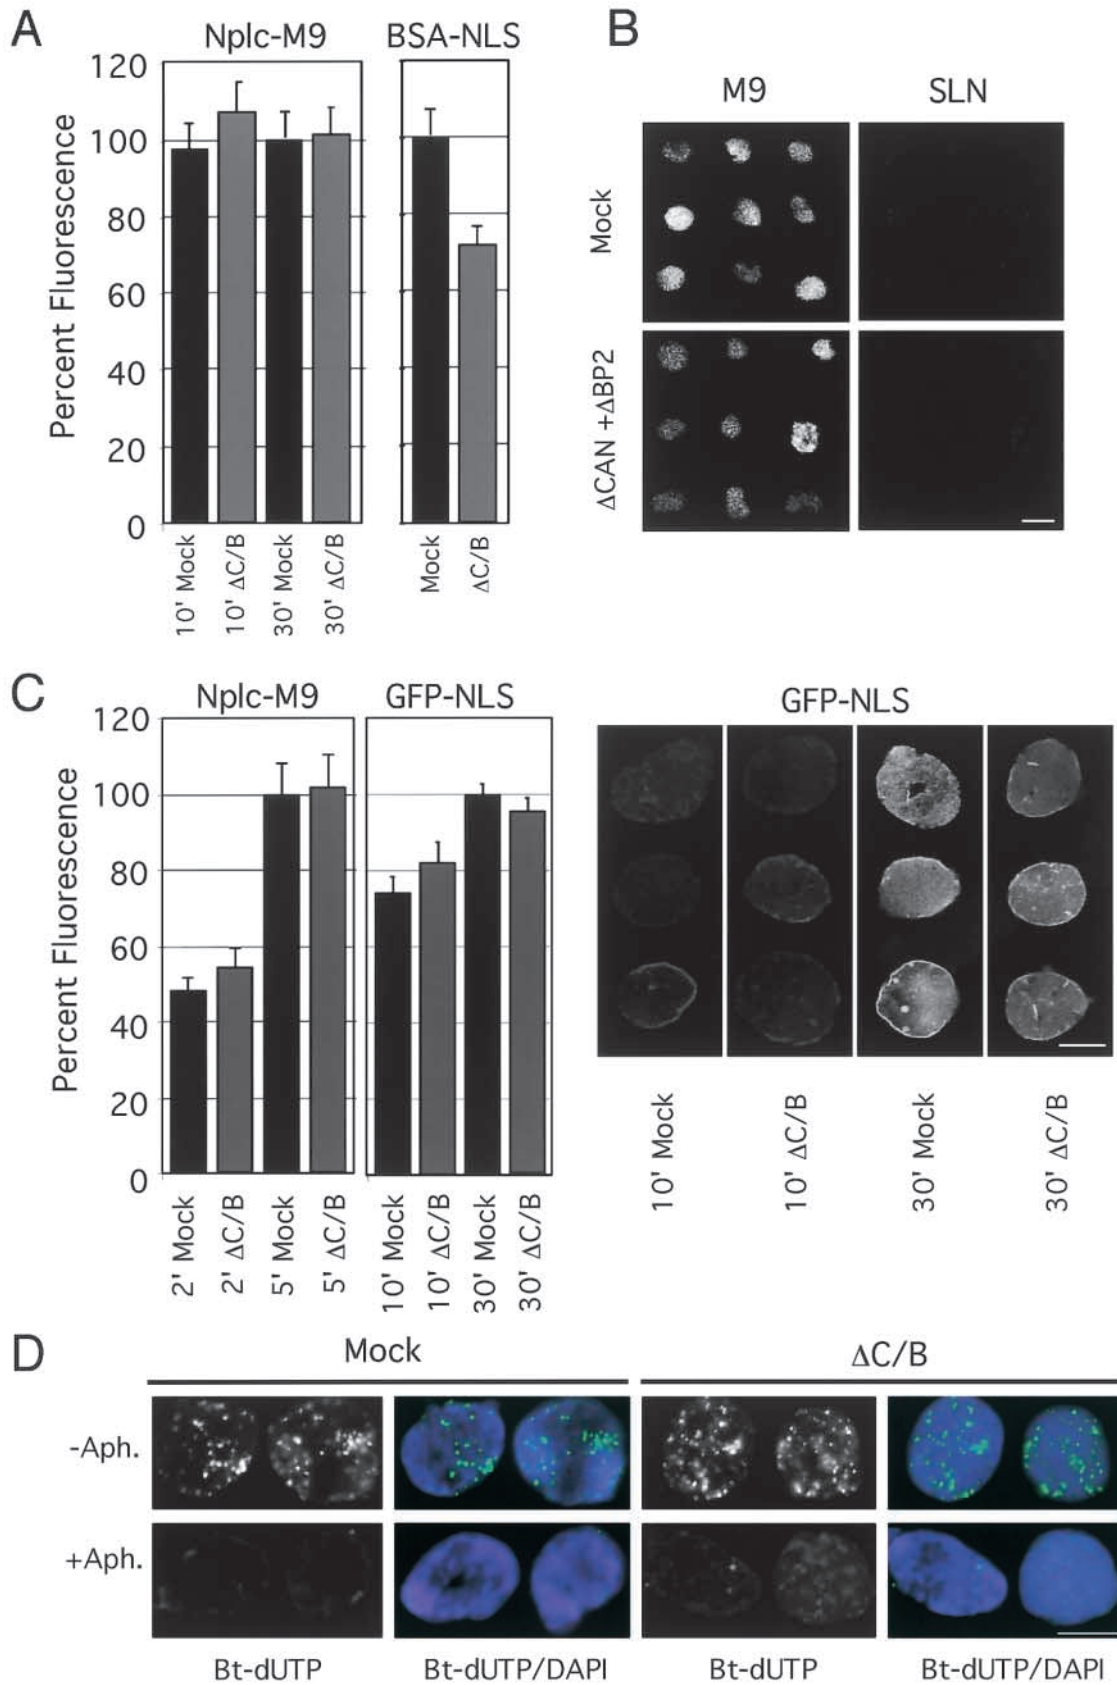 A
Nplc-M9
BSA-NLS
Percent Fluorescence
120
100
80
60
40
20
0
10' Mock
10' ΔC/B
30' Mock
30' ΔC/B
Mock
ΔC/B
B
M9
SLN
Mock
ΔCAN +ΔBP2
C
Nplc-M9
GFP-NLS
Percent Fluorescence
120
100
80
60
40
20
0
2' Mock
2' ΔC/B
5' Mock
5' ΔC/B
10' Mock
10' ΔC/B
30' Mock
30' ΔC/B
GFP-NLS
10' Mock
10' ΔC/B
30' Mock
30' ΔC/B
D
Mock
ΔC/B
-Aph.
+Aph.
Bt-dUTP
Bt-dUTP/DAPI
Bt-dUTP
Bt-dUTP/DAPI